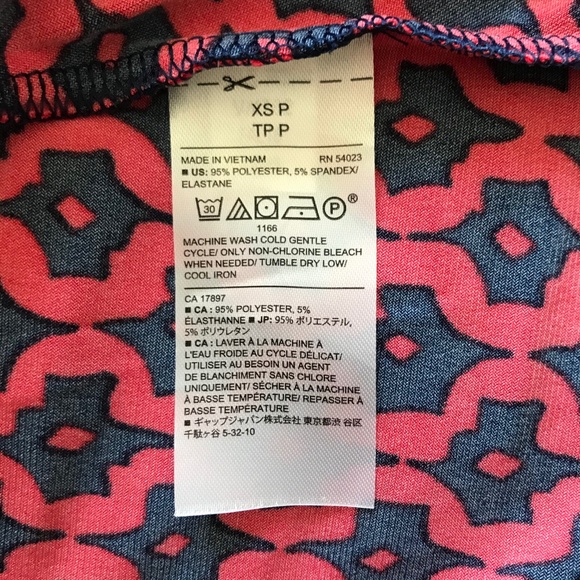 XS P
TP P
MADE IN VIETNAM RN 54023
■ US: 95% POLYESTER, 5% SPANDEX/
ELASTANE
30 P ®
1166
MACHINE WASH COLD GENTLE
CYCLE/ ONLY NON-CHLORINE BLEACH
WHEN NEEDED/ TUMBLE DRY LOW/
COOL IRON
CA 17897
■ CA: 95% POLYESTER, 5%
ÉLASTHANNE ■ JP: 95% ポリエステル,
5% ポリウレタン
■ CA : LAVER À LA MACHINE À
L'EAU FROIDE AU CYCLE DÉLICAT/
UTILISER AU BESOIN UN AGENT
DE BLANCHIMENT SANS CHLORE
UNIQUEMENT/ SÉCHER À LA MACHINE
À BASSE TEMPÉRATURE/ REPASSER À
BASSE TEMPÉRATURE
■ ギャップジャパン株式会社 東京都渋 谷区
千駄ヶ谷 5-32-10